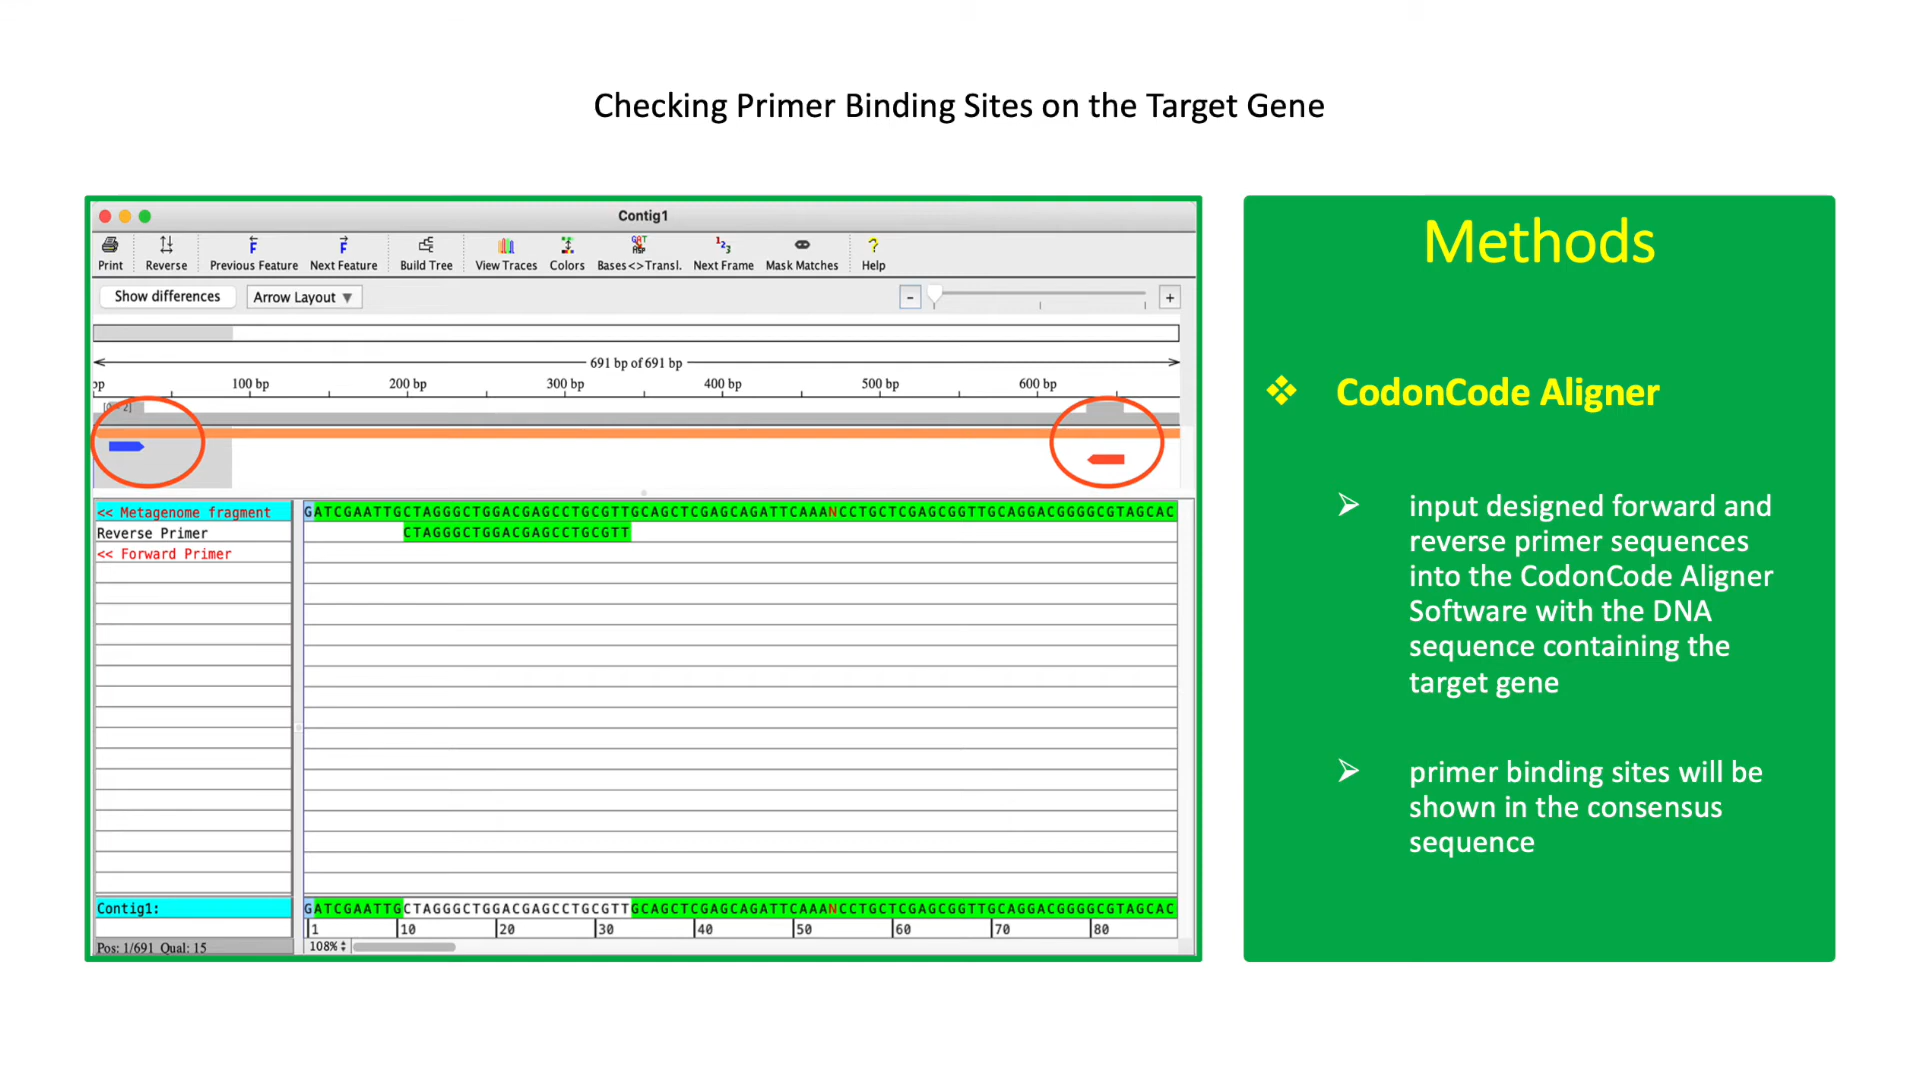 Checking Primer Binding Sites on the Target Gene
Contig1
Print Reverse Previous Feature Next Feature Build Tree View Traces Colors Bases<>Transl. Next Frame Mask Matches Help
Show differences Arrow Layout
- +
691 bp of 691 bp
100 bp 200 bp 300 bp 400 bp 500 bp 600 bp
<< Metagenome fragment GATCGAATTGCTAGGGCTGGACGAGCCTGCGTTGCAGCTCGAGCAGATTCAAANCCTGCTCGAGCGGTTGCAGGACGGGGCGTAGCAC
Reverse Primer CTAGGGCTGGACGAGCCTGCGTT
<< Forward Primer
Contig1: GATCGAATTGCTAGGGCTGGACGAGCCTGCGTTGCAGCTCGAGCAGATTCAAANCCTGCTCGAGCGGTTGCAGGACGGGGCGTAGCAC
1 10 20 30 40 50 60 70 80
Pos: 1/691 Qual: 15 108%
Methods
CodonCode Aligner
input designed forward and
reverse primer sequences
into the CodonCode Aligner
Software with the DNA
sequence containing the
target gene
primer binding sites will be
shown in the consensus
sequence